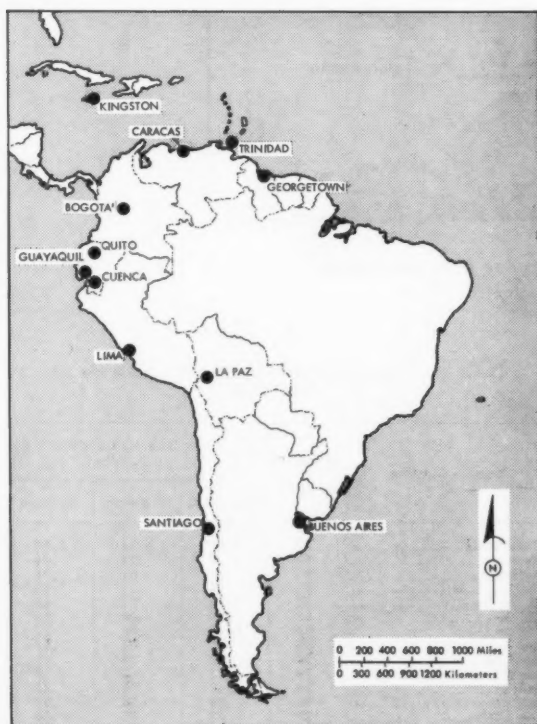 KINGSTON
CARACAS
TRINIDAD
GEORGETOWN
BOGOTA'
QUITO
GUAYAQUIL
CUENCA
LIMA
LA PAZ
SANTIAGO
BUENOS AIRES
N
0 200 400 600 800 1000 Miles
0 300 600 900 1200 Kilometers